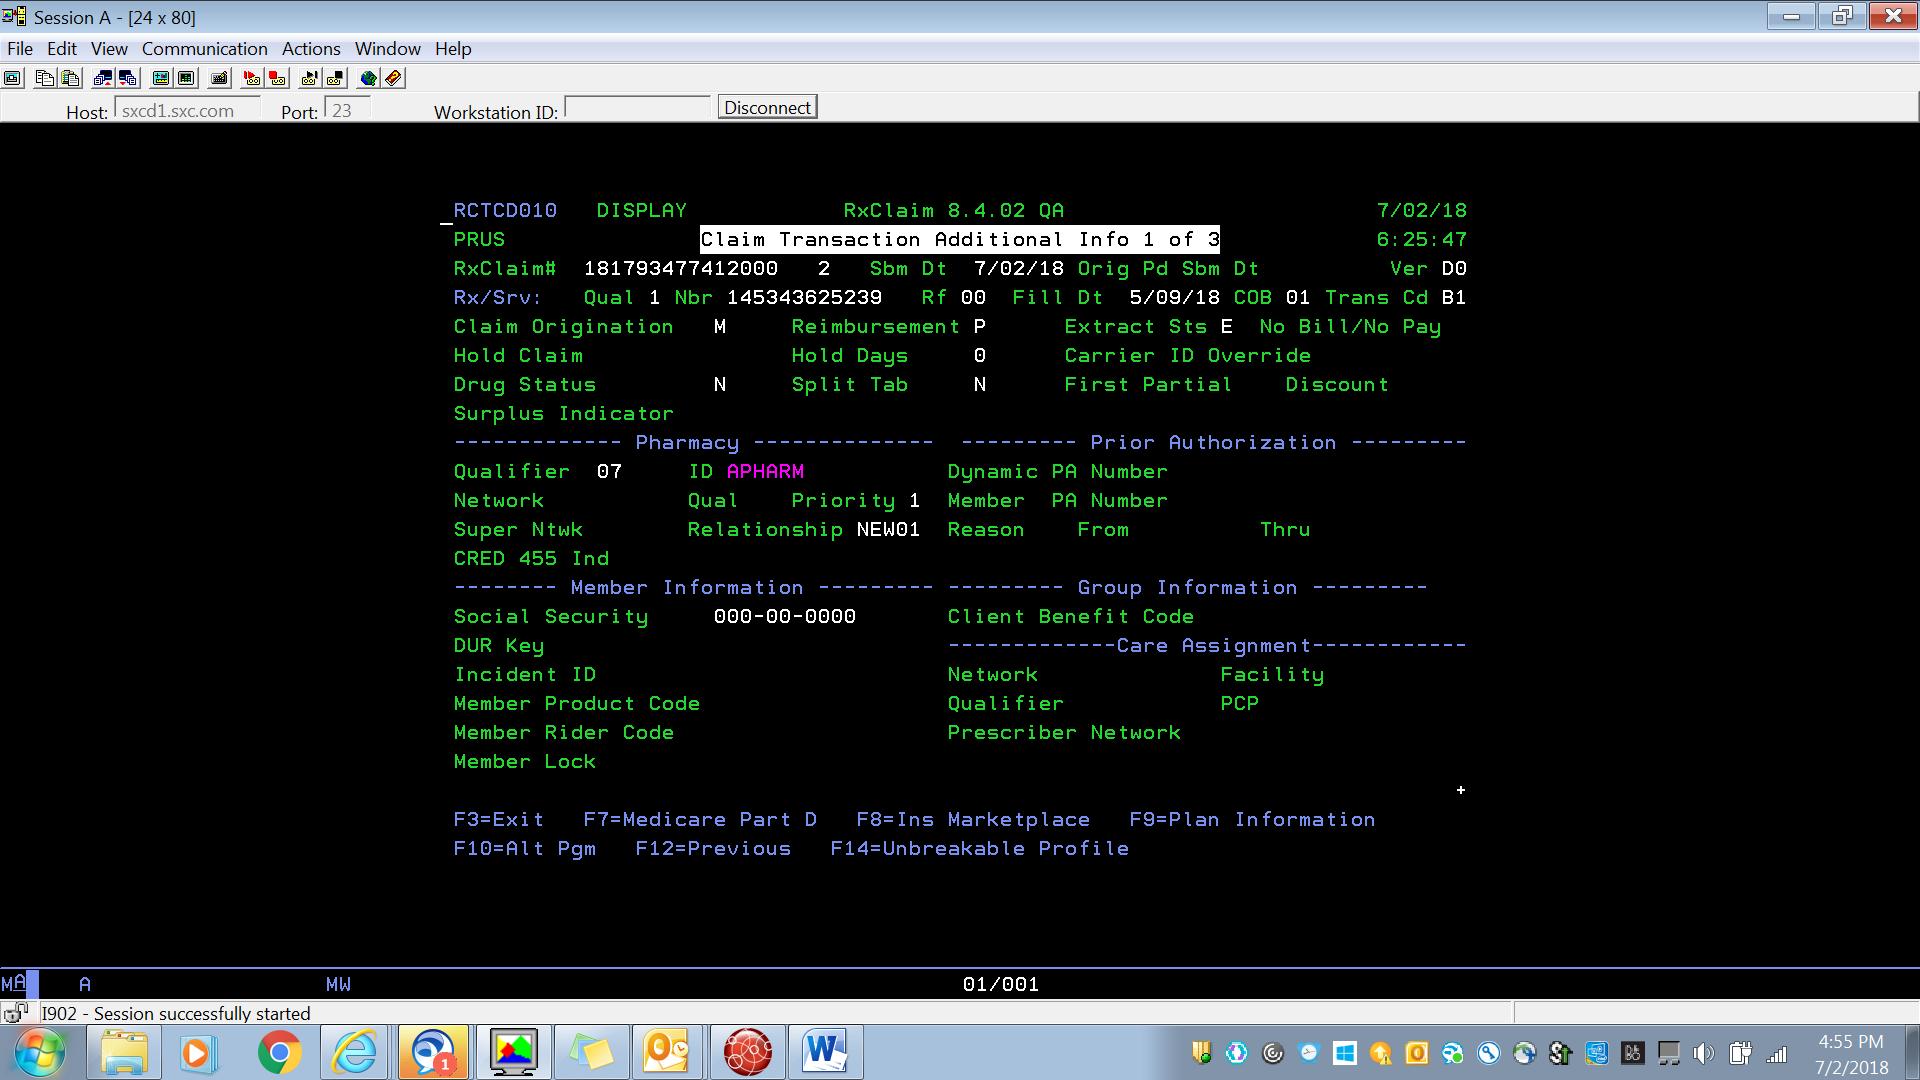 Session A - [24 x 80]
File Edit View Communication Actions Window Help
Host: sxcd1.sxc.com Port: 23 Workstation ID: Disconnect
RCTCD010 DISPLAY RxClaim 8.4.02 QA 7/02/18
PRUS Claim Transaction Additional Info 1 of 3 6:25:47
RxClaim# 181793477412000 2 Sbm Dt 7/02/18 Orig Pd Sbm Dt Ver D0
Rx/Srv: Qual 1 Nbr 145343625239 Rf 00 Fill Dt 5/09/18 COB 01 Trans Cd B1
Claim Origination M Reimbursement P Extract Sts E No Bill/No Pay
Hold Claim Hold Days 0 Carrier ID Override
Drug Status N Split Tab N First Partial Discount
Surplus Indicator
------------- Pharmacy -------------- --------- Prior Authorization ---------
Qualifier 07 ID APHARM Dynamic PA Number
Network Qual Priority 1 Member PA Number
Super Ntwk Relationship NEW01 Reason From Thru
CRED 455 Ind
-------- Member Information --------- --------- Group Information ---------
Social Security 000-00-0000 Client Benefit Code
DUR Key -------------Care Assignment------------
Incident ID Network Facility
Member Product Code Qualifier PCP
Member Rider Code Prescriber Network
Member Lock
+
F3=Exit F7=Medicare Part D F8=Ins Marketplace F9=Plan Information
F10=Alt Pgm F12=Previous F14=Unbreakable Profile
MA A MW 01/001
I902 - Session successfully started
1
4:55 PM
7/2/2018